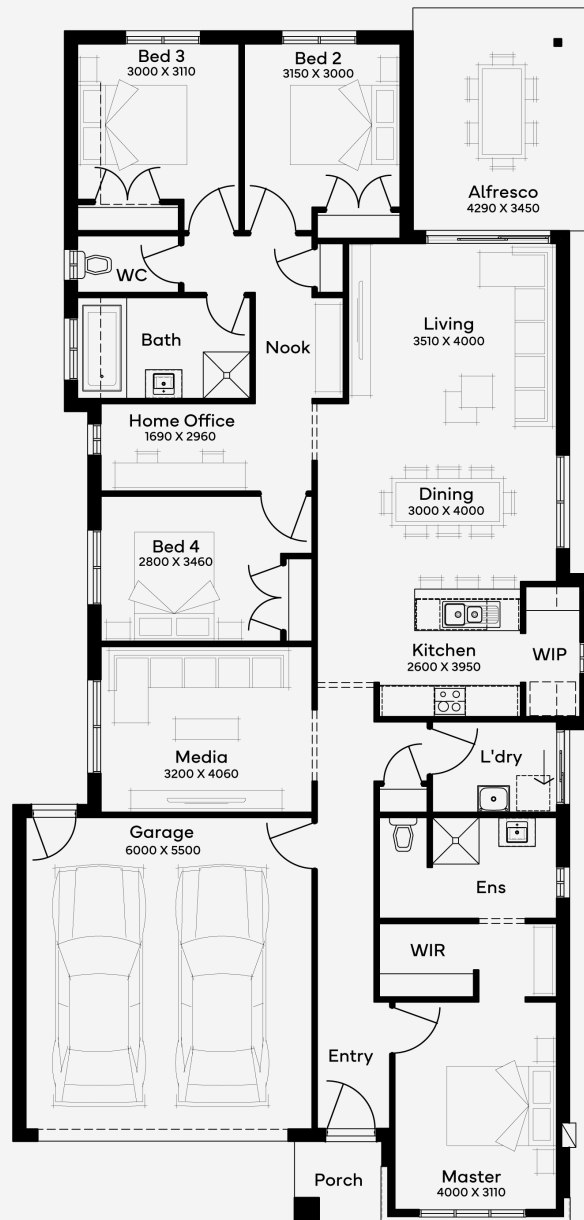 Bed 3
3000 X 3110
Bed 2
3150 X 3000
Alfresco
4290 X 3450
WC
Bath
Nook
Living
3510 X 4000
Home Office
1690 X 2960
Dining
3000 X 4000
Bed 4
2800 X 3460
Kitchen
2600 X 3950
WIP
Media
3200 X 4060
L'dry
Garage
6000 X 5500
Ens
WIR
Entry
Porch
Master
4000 X 3110